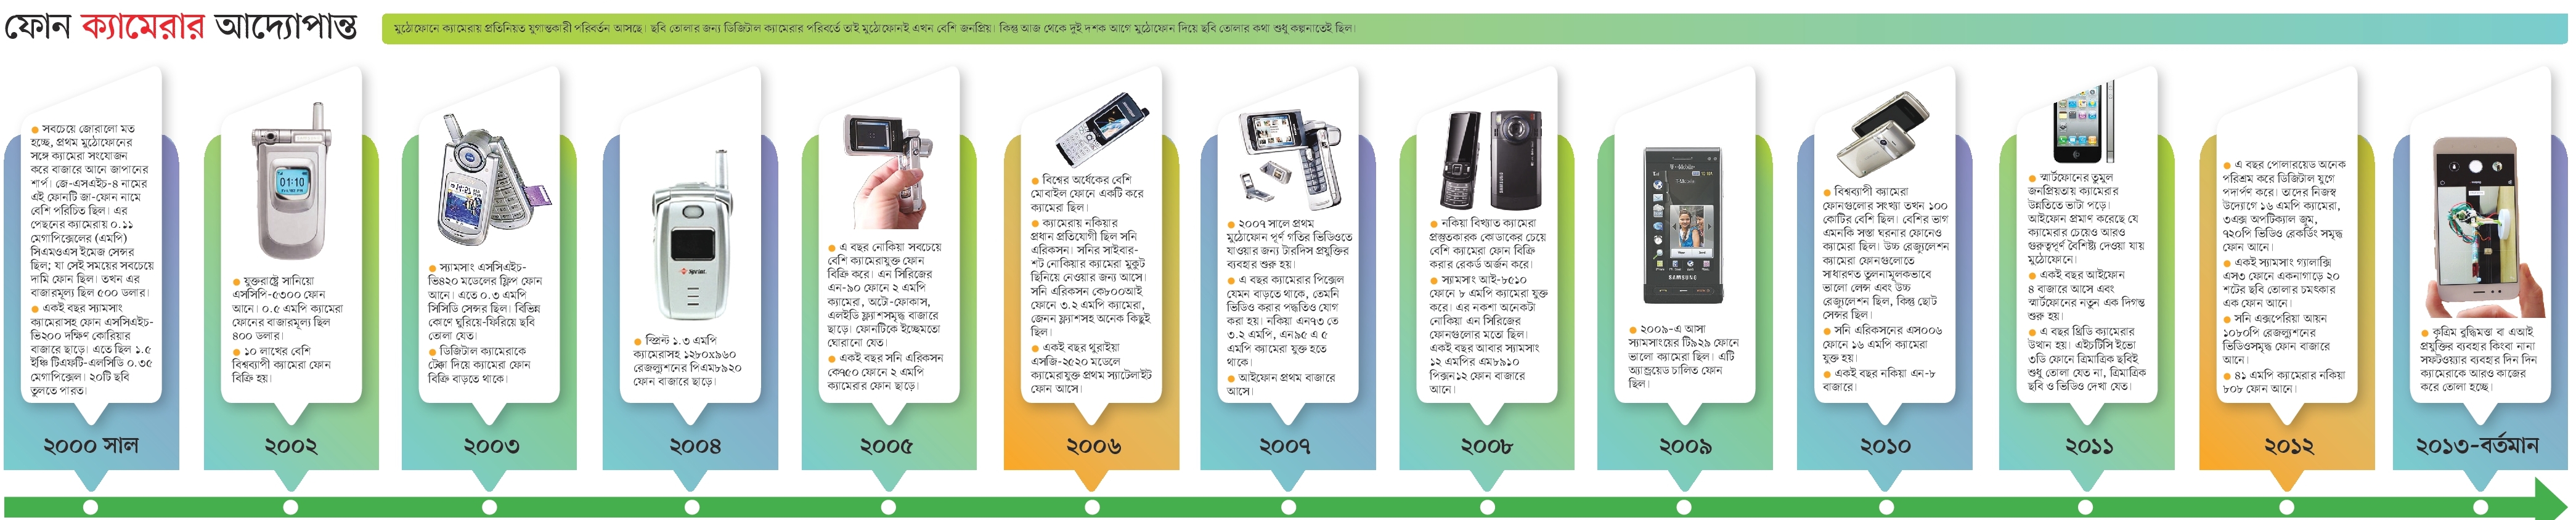 ফোন ক্যামেরার আদ্যোপান্ত
মুঠোফোনে ক্যামেরায় প্রতিনিয়ত যুগান্তকারী পরিবর্তন আসছে। ছবি তোলার জন্য ডিজিটাল ক্যামেরার পরিবর্তে তাই মুঠোফোনই এখন বেশি জনপ্রিয়। কিন্তু আজ থেকে দুই দশক আগে মুঠোফোন দিয়ে ছবি তোলার কথা শুধু কল্পনাতেই ছিল।
সবচেয়ে জোরালো মত
হচ্ছে, প্রথম মুঠোফোনের
সঙ্গে ক্যামেরা সংযোজন
করে বাজারে আনে জাপানের
শার্প। জে-এসএইচ-৪ নামের
এই ফোনটি জা-ফোন নামে
বেশি পরিচিত ছিল। এর
পেছনের ক্যামেরায় ০.১১
মেগাপিক্সেলের (এমপি)
সিএমওএস ইমেজ সেন্সর
ছিল; যা সেই সময়ের সবচেয়ে
দামি ফোন ছিল। তখন এর
বাজারমূল্য ছিল ৫০০ ডলার।
একই বছর স্যামসাং
ক্যামেরাসহ ফোন এসসিএইচ-
ভি২০০ দক্ষিণ কোরিয়ার
বাজারে ছাড়ে। এতে ছিল ১.৫
ইঞ্চি টিএফটি-এলসিডি ০.৩৫
মেগাপিক্সেল। ২০টি ছবি
তুলতে পারত।
২০০০ সাল
01:10
যুক্তরাষ্ট্রে সানিয়ো
এসসিপি-৫৩০০ ফোন
আনে। ০.৫ এমপি ক্যামেরা
ফোনের বাজারমূল্য ছিল
৪০০ ডলার।
১০ লাখের বেশি
বিশ্বব্যাপী ক্যামেরা ফোন
বিক্রি হয়।
২০০২
স্যামসাং এসসিএইচ-
ভি৪২০ মডেলের ফ্লিপ ফোন
আনে। এতে ০.৩ এমপি
সিসিডি সেন্সর ছিল। বিভিন্ন
কোণে ঘুরিয়ে-ফিরিয়ে ছবি
তোলা যেত।
ডিজিটাল ক্যামেরাকে
টেক্কা দিয়ে ক্যামেরা ফোন
বিক্রি বাড়তে থাকে।
২০০৩
Sprint
স্প্রিন্ট ১.৩ এমপি
ক্যামেরাসহ ১২৮০x৯৬০
রেজল্যুশনের পিএম৮৯২০
ফোন বাজারে ছাড়ে।
২০০৪
এ বছর নোকিয়া সবচেয়ে
বেশি ক্যামেরাযুক্ত ফোন
বিক্রি করে। এন সিরিজের
এন-৯০ ফোনে ২ এমপি
ক্যামেরা, অটো-ফোকাস,
এলইডি ফ্ল্যাশসমৃদ্ধ বাজারে
ছাড়ে। ফোনটিকে ইচ্ছেমতো
ঘোরানো যেত।
একই বছর সনি এরিকসন
কে৭৫০ ফোনে ২ এমপি
ক্যামেরার ফোন ছাড়ে।
২০০৫
বিশ্বের অর্ধেকের বেশি
মোবাইল ফোনে একটি করে
ক্যামেরা ছিল।
ক্যামেরায় নকিয়ার
প্রধান প্রতিযোগী ছিল সনি
এরিকসন। সনির সাইবার-
শট নোকিয়ার ক্যামেরা মুকুট
ছিনিয়ে নেওয়ার জন্য আসে।
সনি এরিকসন কে৮০০আই
ফোনে ৩.২ এমপি ক্যামেরা,
জেনন ফ্ল্যাশসহ অনেক কিছুই
ছিল।
একই বছর থুরাইয়া
এসজি-২৫২০ মডেলে
ক্যামেরাযুক্ত প্রথম স্যাটেলাইট
ফোন আসে।
২০০৬
২০০৭ সালে প্রথম
মুঠোফোন পূর্ণ গতির ভিডিওতে
যাওয়ার জন্য টারদিস প্রযুক্তির
ব্যবহার শুরু হয়।
এ বছর ক্যামেরার পিক্সেল
যেমন বাড়তে থাকে, তেমনি
ভিডিও করার পদ্ধতিও যোগ
করা হয়। নকিয়া এন৭৩ তে
৩.২ এমপি, এন৯৫ এ ৫
এমপি ক্যামেরা যুক্ত হতে
থাকে।
আইফোন প্রথম বাজারে
আসে।
২০০৭
SAMSUNG
নকিয়া বিখ্যাত ক্যামেরা
প্রস্তুতকারক কোডাকের চেয়ে
বেশি ক্যামেরা ফোন বিক্রি
করার রেকর্ড অর্জন করে।
স্যামসাং আই-৮৫১০
ফোনে ৮ এমপি ক্যামেরা যুক্ত
করে। এর নকশা অনেকটা
নোকিয়া এন সিরিজের
ফোনগুলোর মতো ছিল।
একই বছর আবার স্যামসাং
১২ এমপির এম৮৯১০
পিক্সন১২ ফোন বাজারে
আনে।
২০০৮
T-Mobile
T-Mobile
SAMSUNG
২০০৯-এ আসা
স্যামসাংয়ের টি৯২৯ ফোনে
ভালো ক্যামেরা ছিল। এটি
অ্যান্ড্রয়েড চালিত ফোন
ছিল।
২০০৯
বিশ্বব্যাপী ক্যামেরা
ফোনগুলোর সংখ্যা তখন ১০০
কোটির বেশি ছিল। বেশির ভাগ
এমনকি সস্তা ঘরনার ফোনেও
ক্যামেরা ছিল। উচ্চ রেজ্যুলেশন
ক্যামেরা ফোনগুলোতে
সাধারণত তুলনামূলকভাবে
ভালো লেন্স এবং উচ্চ
রেজ্যুলেশন ছিল, কিন্তু ছোট
সেন্সর ছিল।
সনি এরিকসনের এস০০৬
ফোনে ১৬ এমপি ক্যামেরা
যুক্ত হয়।
একই বছর নকিয়া এন-৮
বাজারে।
২০১০
স্মার্টফোনের তুমুল
জনপ্রিয়তায় ক্যামেরার
উন্নতিতে ভাটা পড়ে।
আইফোন প্রমাণ করেছে যে
ক্যামেরার চেয়েও আরও
গুরুত্বপূর্ণ বৈশিষ্ট্য দেওয়া যায়
মুঠোফোনে।
একই বছর আইফোন
৪ বাজারে আসে এবং
স্মার্টফোনের নতুন এক দিগন্ত
শুরু হয়।
এ বছর থ্রিডি ক্যামেরার
উত্থান হয়। এইচটিসি ইভো
৩ডি ফোনে ত্রিমাত্রিক ছবিই
শুধু তোলা যেত না, ত্রিমাত্রিক
ছবি ও ভিডিও দেখা যেত।
২০১১
এ বছর পোলারয়েড অনেক
পরিশ্রম করে ডিজিটাল যুগে
পদার্পণ করে। তাদের নিজস্ব
উদ্যোগে ১৬ এমপি ক্যামেরা,
৩এক্স অপটিক্যাল জুম,
৭২০পি ভিডিও রেকর্ডিং সমৃদ্ধ
ফোন আনে।
একই স্যামসাং গ্যালাক্সি
এস৩ ফোনে একনাগাড়ে ২০
শটের ছবি তোলার চমৎকার
এক ফোন আনে।
সনি এক্সপেরিয়া আয়ন
১০৮০পি রেজল্যুশনের
ভিডিওসমৃদ্ধ ফোন বাজারে
আনে।
৪১ এমপি ক্যামেরার নকিয়া
৮০৮ ফোন আনে।
২০১২
কৃত্রিম বুদ্ধিমত্তা বা এআই
প্রযুক্তির ব্যবহার কিংবা নানা
সফটওয়্যার ব্যবহার দিন দিন
ক্যামেরাকে আরও কাজের
করে তোলা হচ্ছে।
২০১৩-বর্তমান